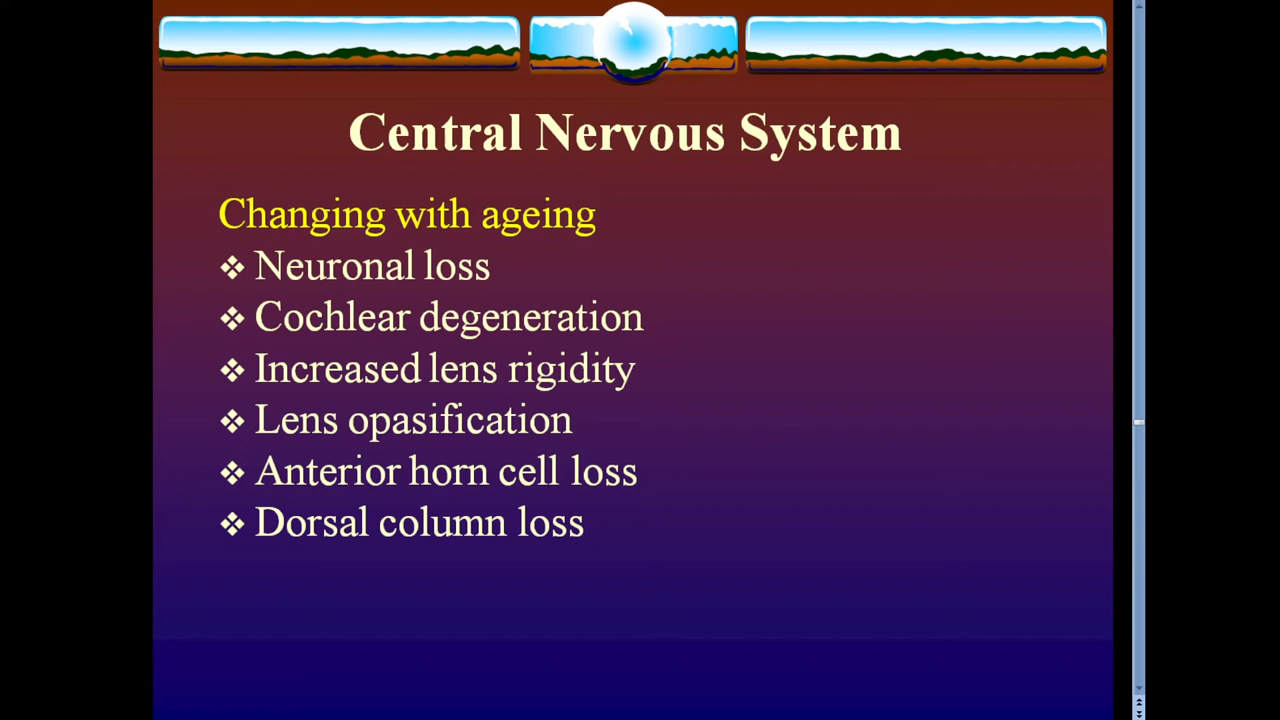 Central Nervous System
Changing with ageing
❖ Neuronal loss
❖ Cochlear degeneration
❖ Increased lens rigidity
❖ Lens opasification
❖ Anterior horn cell loss
❖ Dorsal column loss